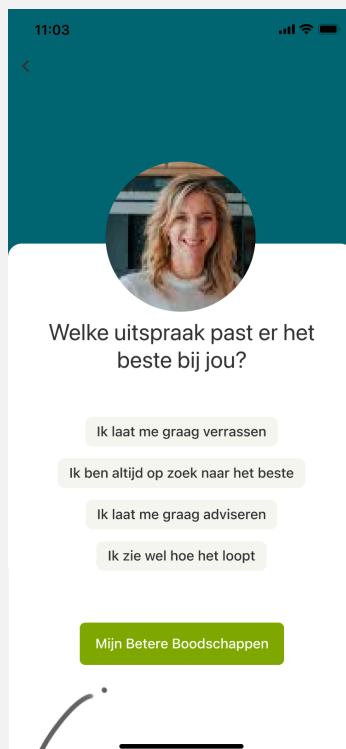 11:03
Welke uitspraak past er het
beste bij jou?
Ik laat me graag verrassen
Ik ben altijd op zoek naar het beste
Ik laat me graag adviseren
Ik zie wel hoe het loopt
Mijn Betere Boodschappen